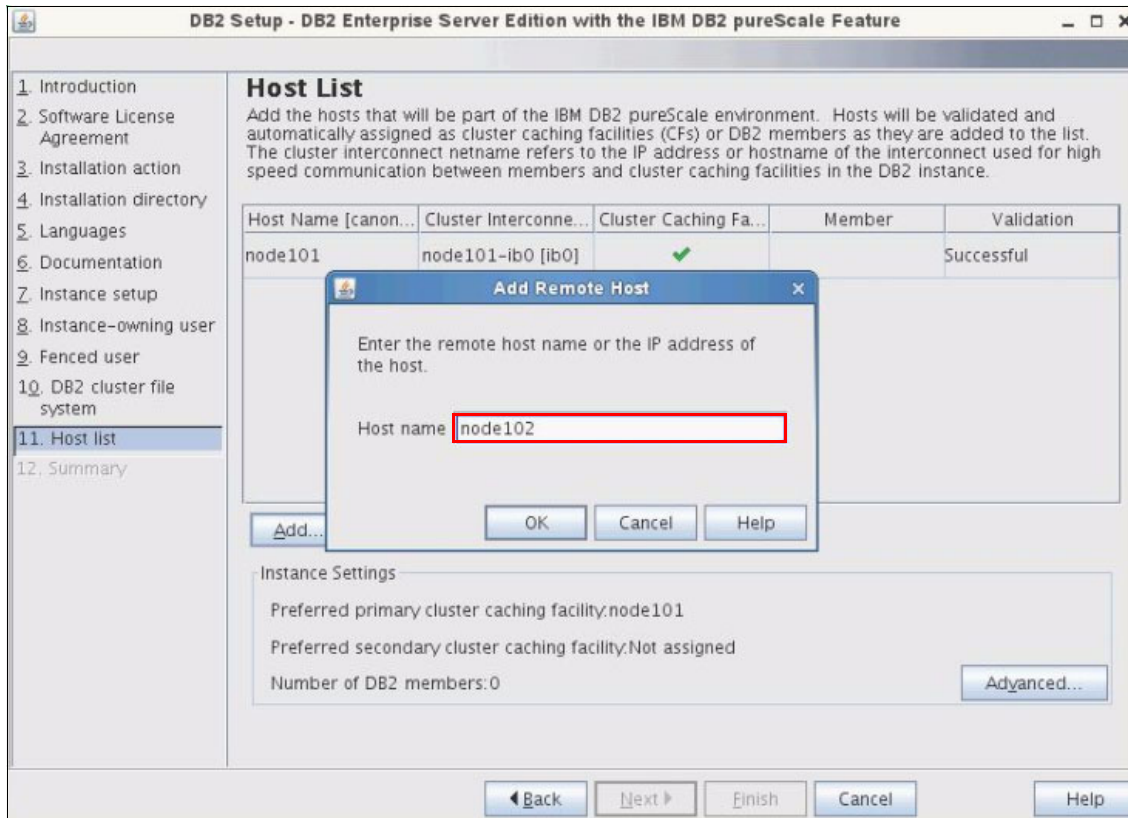 DB2 Setup - DB2 Enterprise Server Edition with the IBM DB2 pureScale Feature
1. Introduction
2. Software License
Agreement
3. Installation action
4. Installation directory
5. Languages
6. Documentation
7. Instance setup
8. Instance-owning user
9. Fenced user
10. DB2 cluster file
system
11. Host list
12. Summary
Host List
Add the hosts that will be part of the IBM DB2 pureScale environment. Hosts will be validated and
automatically assigned as cluster caching facilities (CFs) or DB2 members as they are added to the list.
The cluster interconnect netname refers to the IP address or hostname of the interconnect used for high
speed communication between members and cluster caching facilities in the DB2 instance.
Host Name [canon... Cluster Interconne... Cluster Caching Fa... Member Validation
node101 node101-ib0 [ib0] ✔ Successful
Add Remote Host
Enter the remote host name or the IP address of
the host.
Host name node102
OK Cancel Help
Add...
Instance Settings
Preferred primary cluster caching facility:node101
Preferred secondary cluster caching facility:Not assigned
Number of DB2 members:0
Advanced...
Back Next Finish Cancel Help